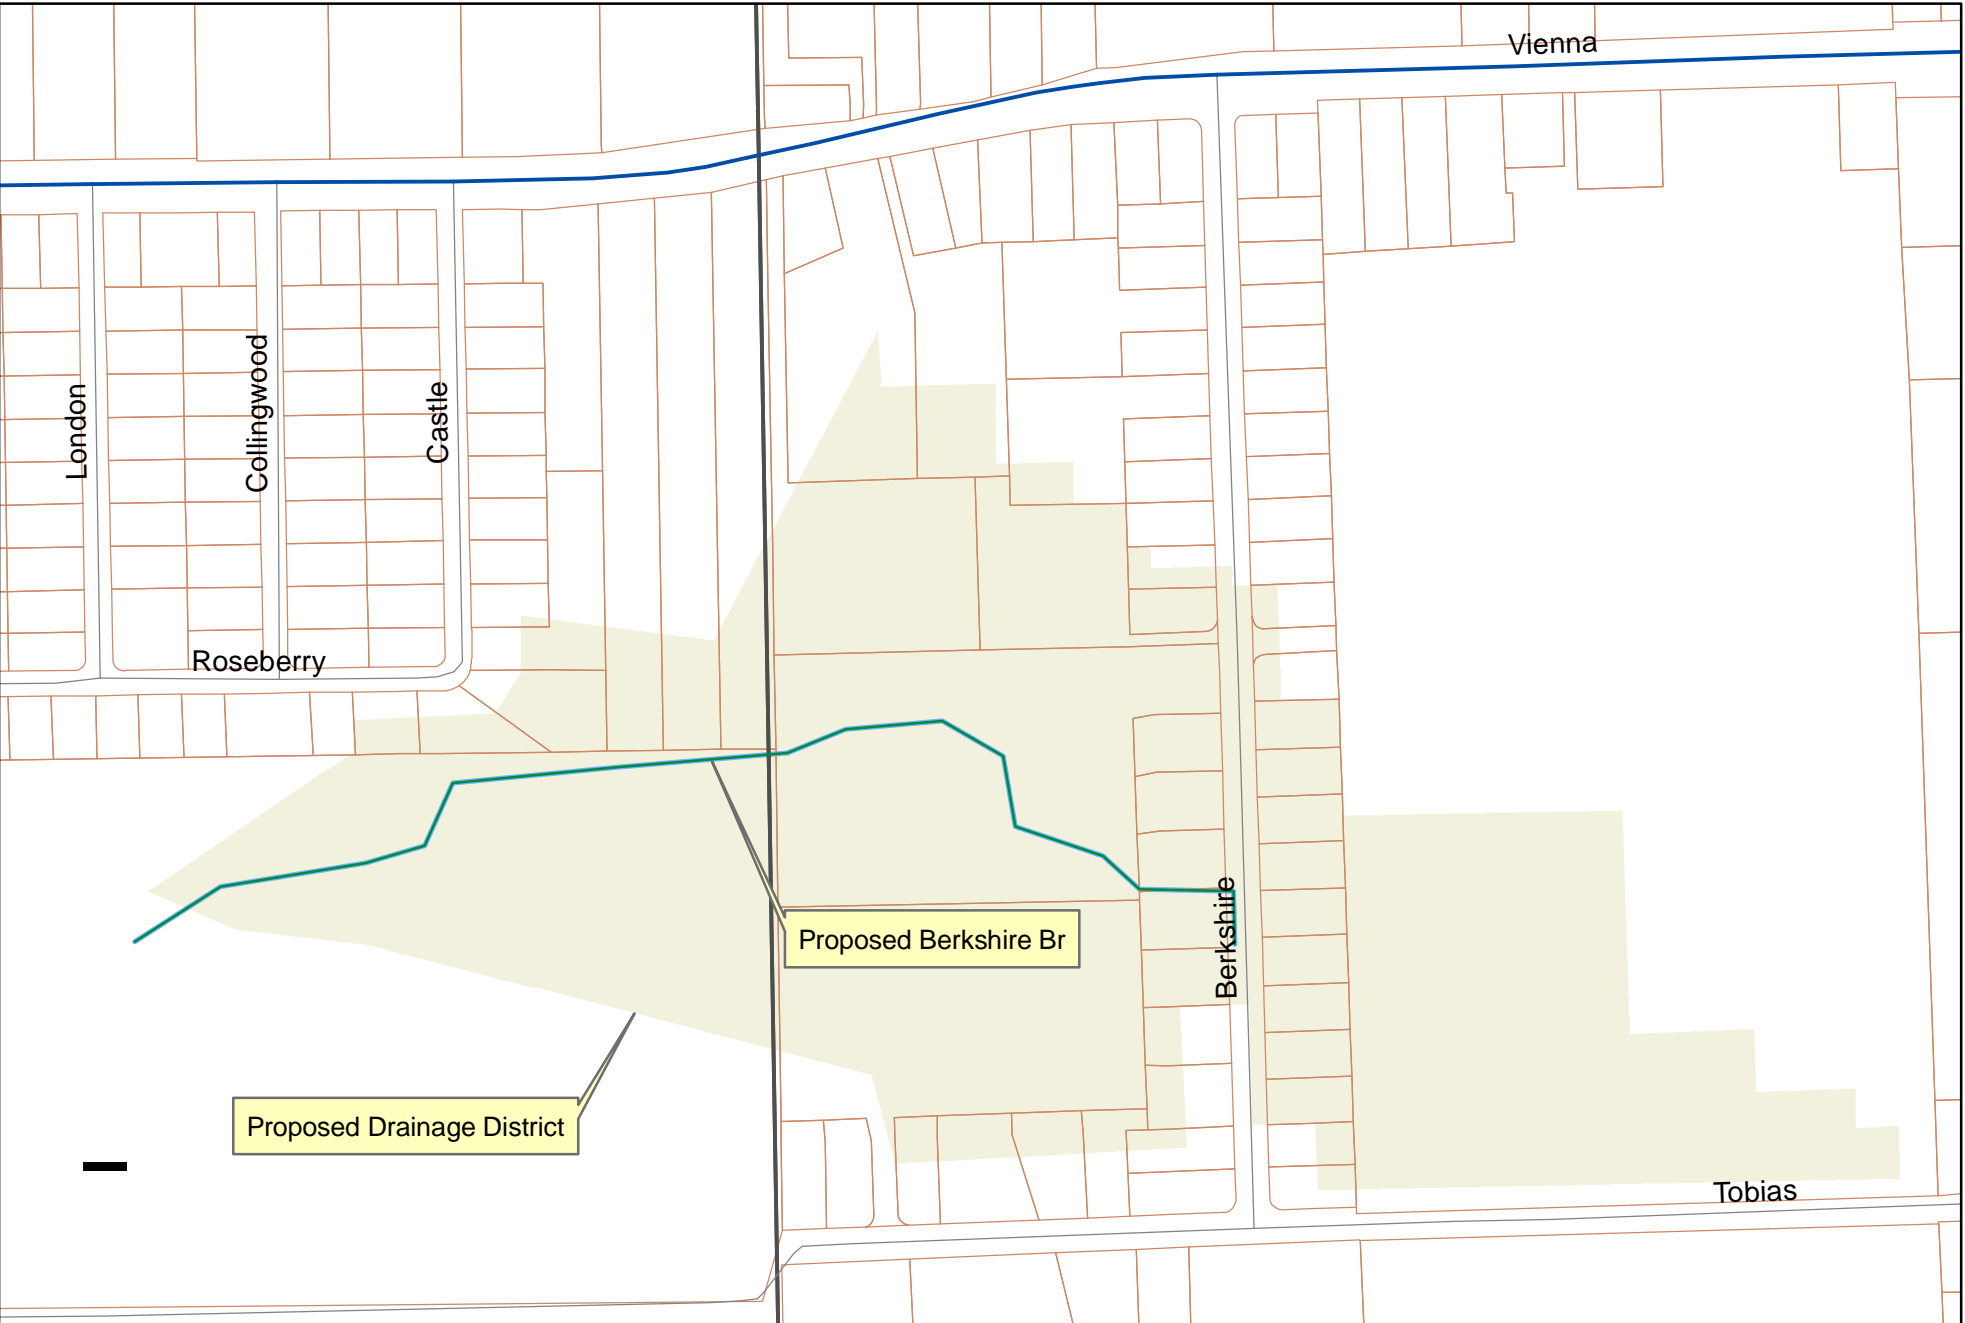 Vienna
London
Collingwood
Castle
Roseberry
Proposed Berkshire Br
Berkshire
Proposed Drainage District
Tobias